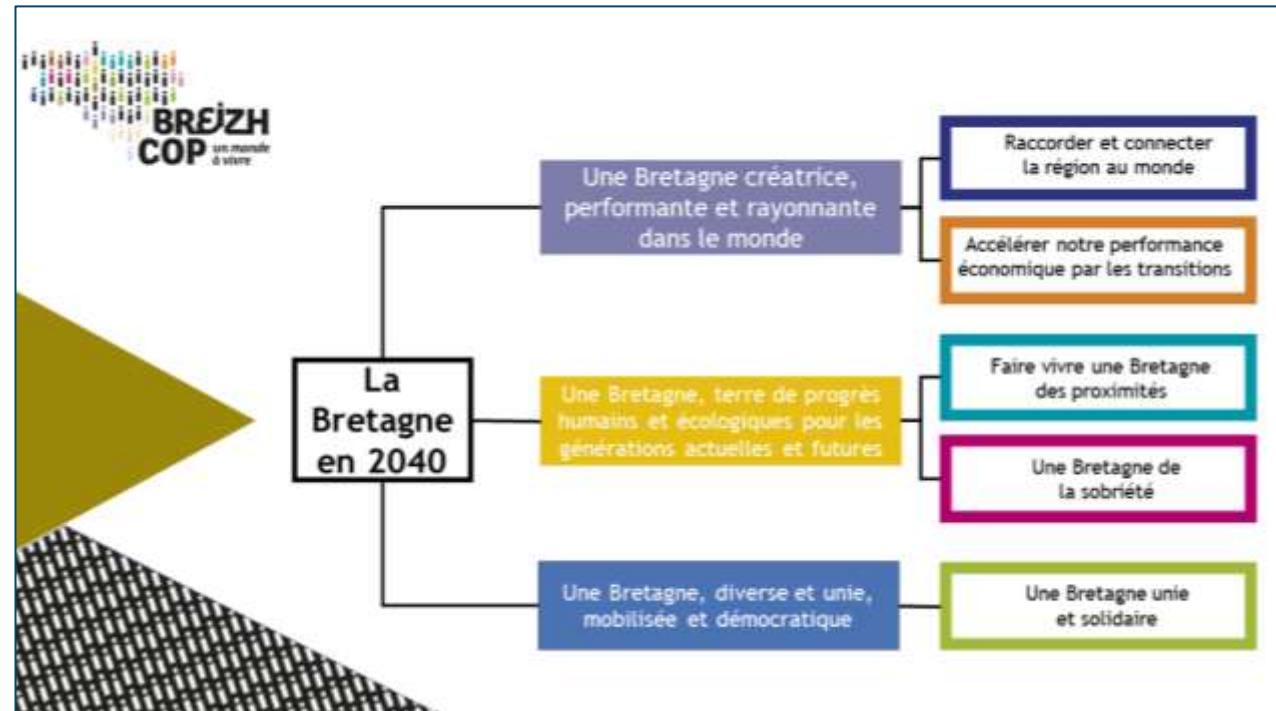 BREIZH
COP un monde
à vivre
La
Bretagne
en 2040
Une Bretagne créatrice,
performante et rayonnante
dans le monde
Raccorder et connecter
la région au monde
Accélérer notre performance
économique par les transitions
Une Bretagne, terre de progrès
humains et écologiques pour les
générations actuelles et futures
Faire vivre une Bretagne
des proximités
Une Bretagne de
la sobriété
Une Bretagne, diverse et unie,
mobilisée et démocratique
Une Bretagne unie
et solidaire